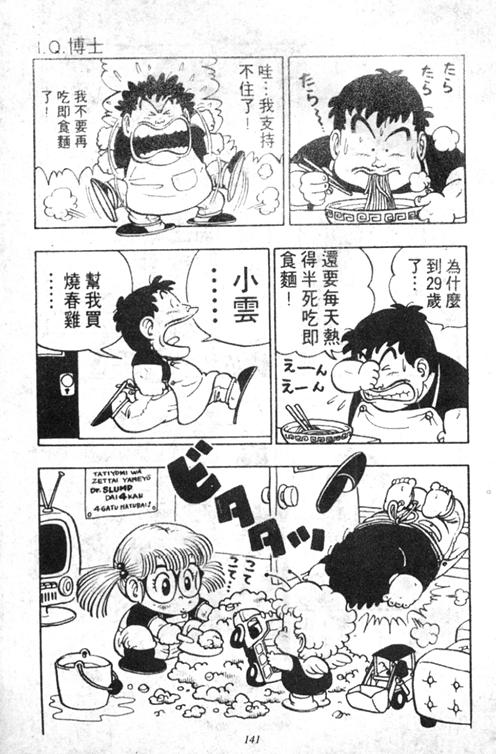 I.Q.博士
たらたら
たら〜
哇…我支持
不住了！
我不要再
吃即食麵
了！
為什麼
到29歲
了…
還要每天熱
得半死吃即
食麵！
えーんん
えーん
小雲
……
幫我買
燒春雞
……
TATIYOMI WA
ZETTAI YAMEYO
Dr. SLUMP
DAI 4 KAN
4 GATU HATUBAI!
ビタタタッ
こてこて
141